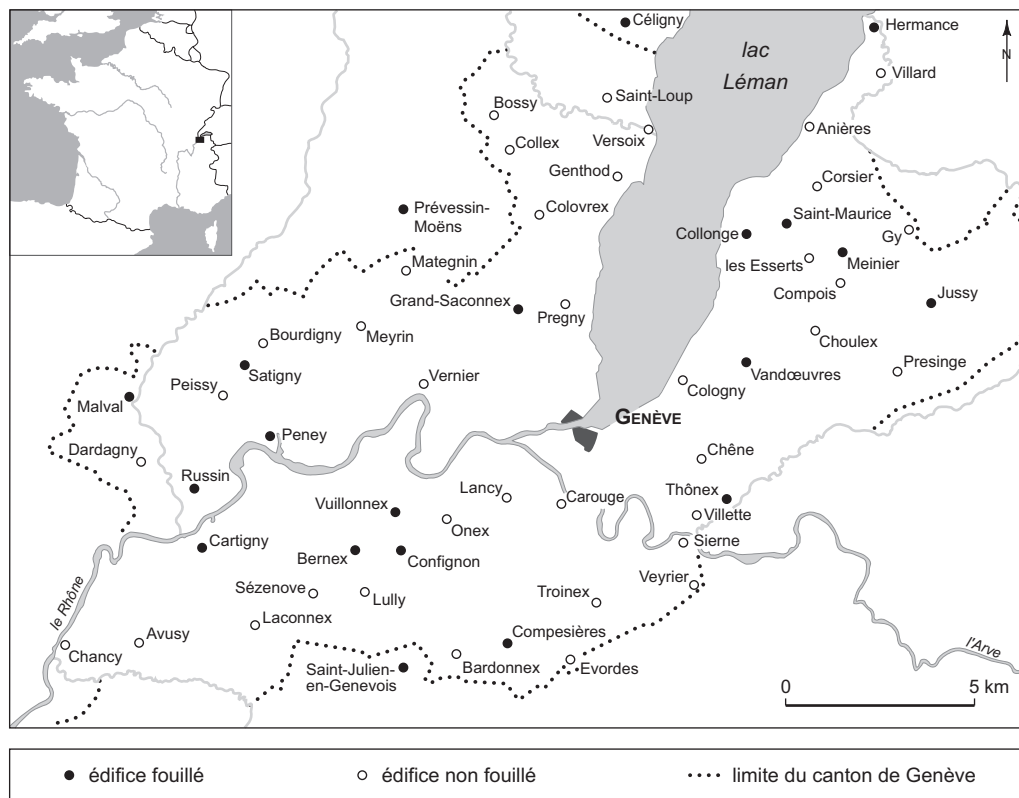 Céligny
Hermance
lac
Léman
N
Villard
Saint-Loup
Bossy
Versoix
Anières
Collex
Genthod
Corsier
Prévessin-
Moëns
Colovrex
Saint-Maurice
Collonge
Gy
les Esserts
Meinier
Mategnin
Compois
Jussy
Grand-Saconnex
Pregny
Bourdigny
Meyrin
Choulex
Satigny
Presinge
Peissy
Vernier
Vandœuvres
Cologny
Malval
GENÈVE
Peney
Dardagny
Chêne
Russin
Lancy
Carouge
Thônex
Vuillonnex
Villette
Onex
Cartigny
Sierne
Bernex
Confignon
le Rhône
Veyrier
Sézenove
Lully
Troinex
Laconnex
Avusy
Compesières
l'Arve
Chancy
Saint-Julien-
en-Genevois
Bardonnex
Evordes
0 5 km
édifice fouillé
édifice non fouillé
limite du canton de Genève